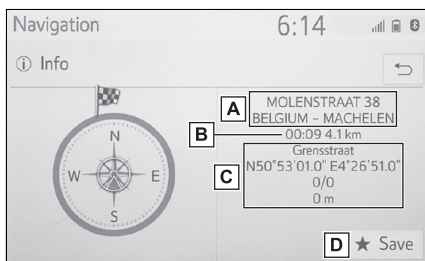 Navigation
6:14
Info
A
MOLENSTRAAT 38
BELGIUM – MACHELEN
B
00:09 4.1 km
Grensstraat
C
N50°53'01.0" E4°26'51.0"
0/0
0 m
N
W
E
S
D
Save